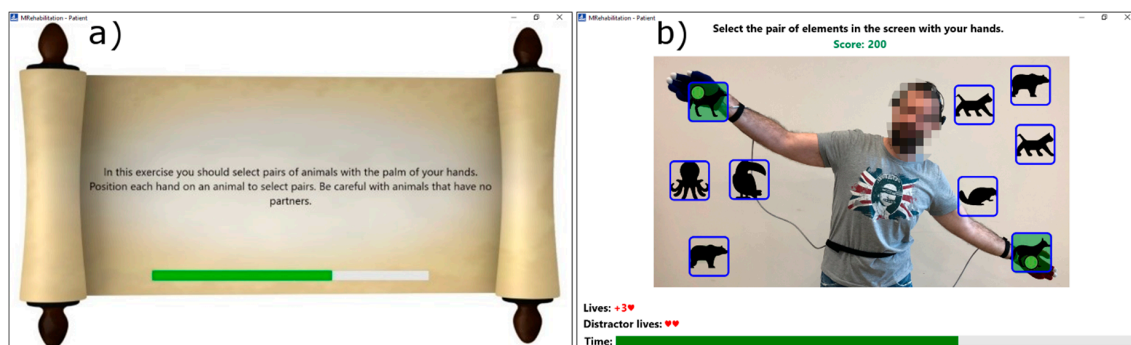 MRehabilitation - Patient
a)
In this exercise you should select pairs of animals with the palm of your hands.
Position each hand on an animal to select pairs. Be careful with animals that have no
partners.
MRehabilitation - Patient
b)
Select the pair of elements in the screen with your hands.
Score: 200
Lives: +3♥
Distractor lives: ♥♥
Time: